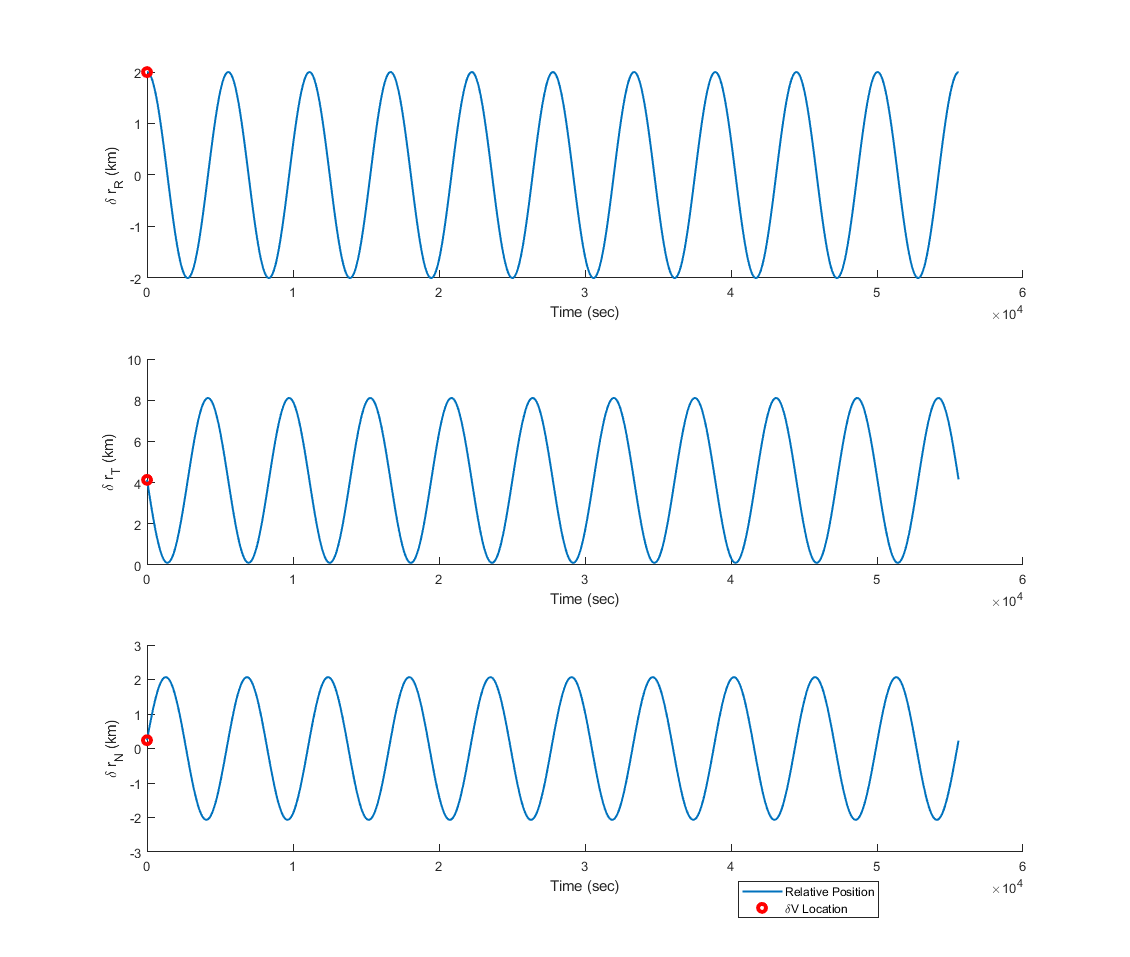 2
1
0
-1
-2
δ r_R (km)
0 1 2 3 4 5 6
Time (sec)
×10^4
10
8
6
4
2
0
δ r_T (km)
0 1 2 3 4 5 6
Time (sec)
×10^4
3
2
1
0
-1
-2
-3
δ r_N (km)
0 1 2 3 4 5 6
Time (sec)
×10^4
Relative Position
δV Location